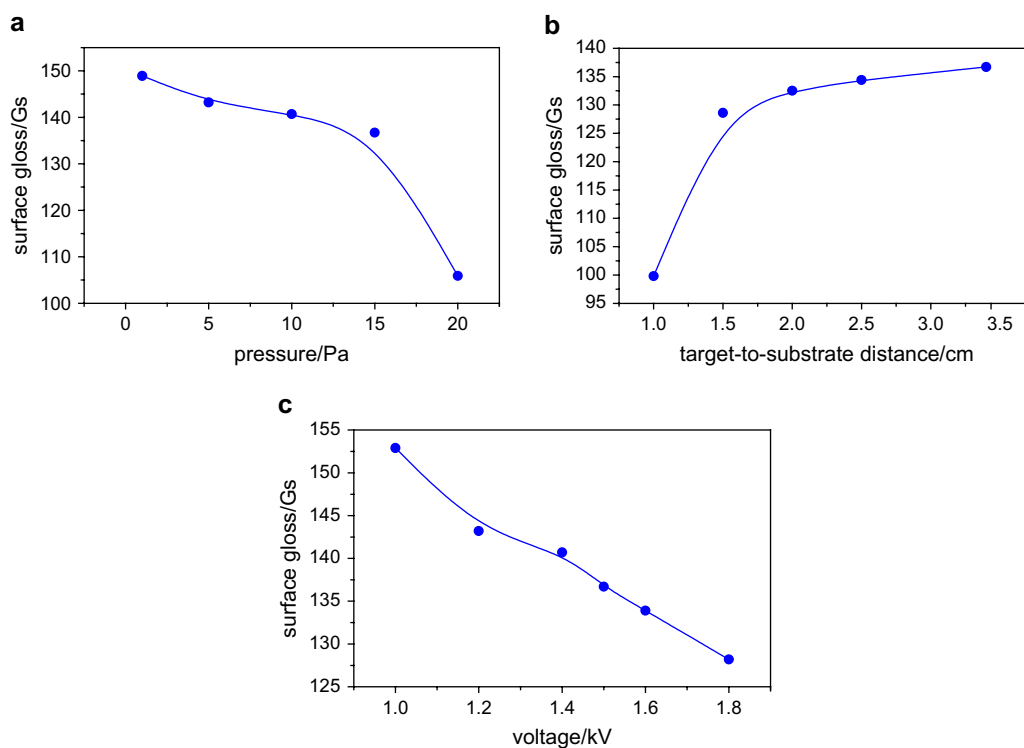 a
150
140
130
120
110
100
surface gloss/Gs
0 5 10 15 20
pressure/Pa
b
140
135
130
125
120
115
110
105
100
95
surface gloss/Gs
1.0 1.5 2.0 2.5 3.0 3.5
target-to-substrate distance/cm
c
155
150
145
140
135
130
125
surface gloss/Gs
1.0 1.2 1.4 1.6 1.8
voltage/kV